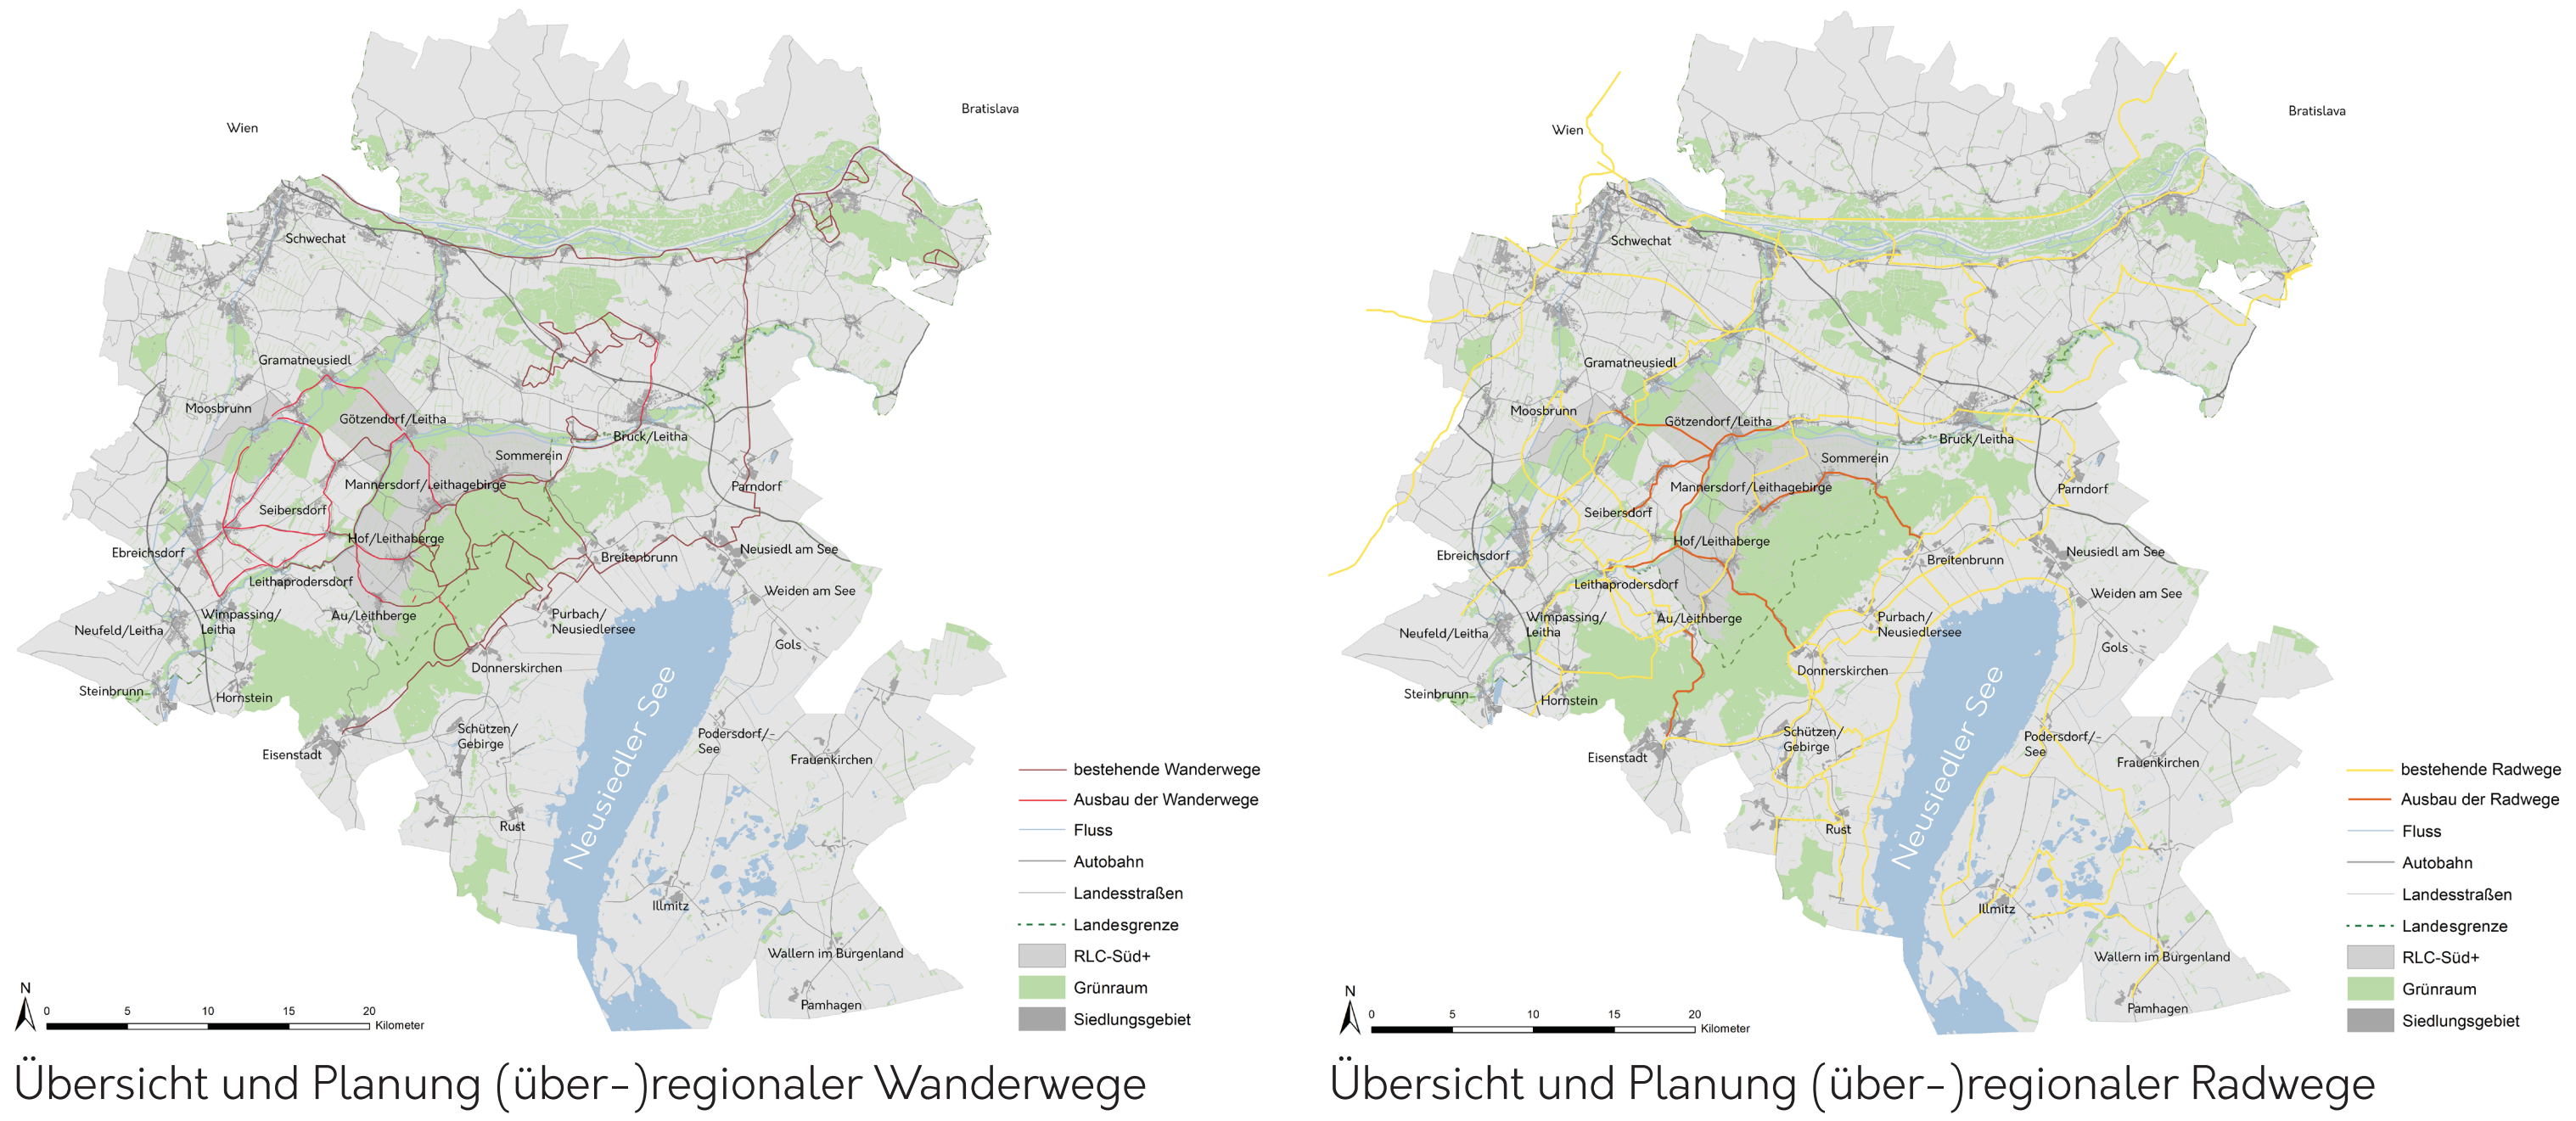 Wien
Bratislava
Schwechat
Gramatneusiedl
Moosbrunn
Götzendorf/Leitha
Bruck/Leitha
Sommerein
Mannersdorf/Leithagebirge
Parndorf
Seibersdorf
Hof/Leithaberge
Ebreichsdorf
Breitenbrunn
Neusiedl am See
Leithaprodersdorf
Weiden am See
Wimpassing/
Leitha
Au/Leithberge
Purbach/
Neusiedlersee
Neufeld/Leitha
Gols
Donnerskirchen
Steinbrunn
Hornstein
Neusiedler See
Schützen/
Gebirge
Podersdorf/-
See
Eisenstadt
Frauenkirchen
Rust
Illmitz
Wallern im Burgenland
Pamhagen
bestehende Wanderwege
Ausbau der Wanderwege
Fluss
Autobahn
Landesstraßen
Landesgrenze
RLC-Süd+
Grünraum
Siedlungsgebiet
N
0 5 10 15 20
Kilometer
Übersicht und Planung (über-)regionaler Wanderwege
Wien
Bratislava
Schwechat
Gramatneusiedl
Moosbrunn
Götzendorf/Leitha
Bruck/Leitha
Sommerein
Mannersdorf/Leithagebirge
Parndorf
Seibersdorf
Hof/Leithaberge
Ebreichsdorf
Breitenbrunn
Neusiedl am See
Leithaprodersdorf
Weiden am See
Wimpassing/
Leitha
Au/Leithberge
Purbach/
Neusiedlersee
Neufeld/Leitha
Gols
Donnerskirchen
Steinbrunn
Hornstein
Neusiedler See
Schützen/
Gebirge
Podersdorf/-
See
Eisenstadt
Frauenkirchen
Rust
Illmitz
Wallern im Burgenland
Pamhagen
bestehende Radwege
Ausbau der Radwege
Fluss
Autobahn
Landesstraßen
Landesgrenze
RLC-Süd+
Grünraum
Siedlungsgebiet
N
0 5 10 15 20
Kilometer
Übersicht und Planung (über-)regionaler Radwege